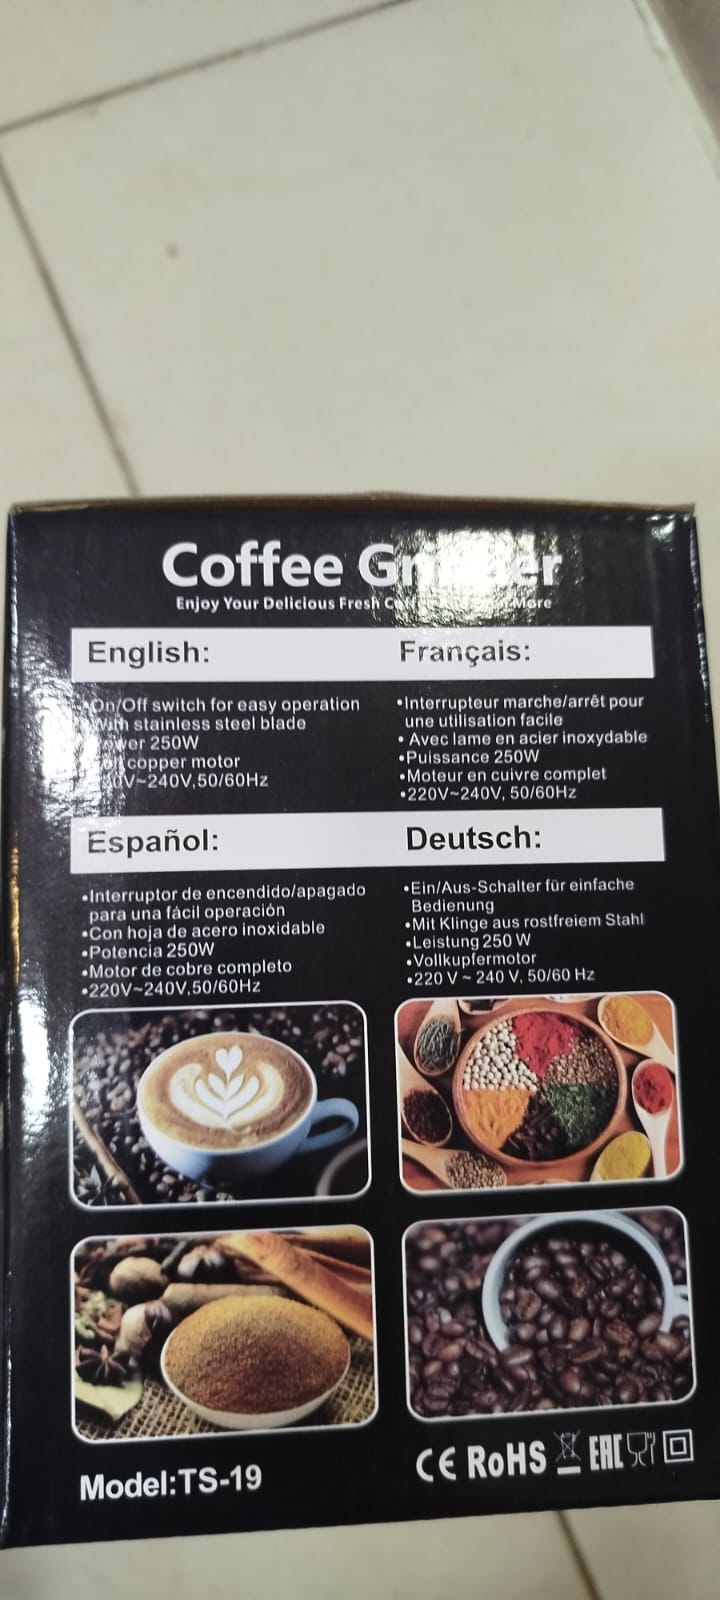 Coffee
Enjoy Your Delicious Fresh More
English:
Français:
On/Off switch for easy operation
With stainless steel blade
250W
copper motor
V~240V,50/60Hz
•Interrupteur marche/arrêt pour
une utilisation facile
• Avec lame en acier inoxydable
•Puissance 250W
•Moteur en cuivre complet
•220V~240V, 50/60Hz
Español:
Deutsch:
•Interruptor de encendido/apagado
para una fácil operación
•Con hoja de acero inoxidable
•Potencia 250W
•Motor de cobre completo
•220V~240V,50/60Hz
•Ein/Aus-Schalter für einfache
Bedienung
•Mit Klinge aus rostfreiem Stahl
•Leistung 250 W
•Vollkupfermotor
•220 V ~ 240 V, 50/60 Hz
Model:TS-19
CE RoHS EAC